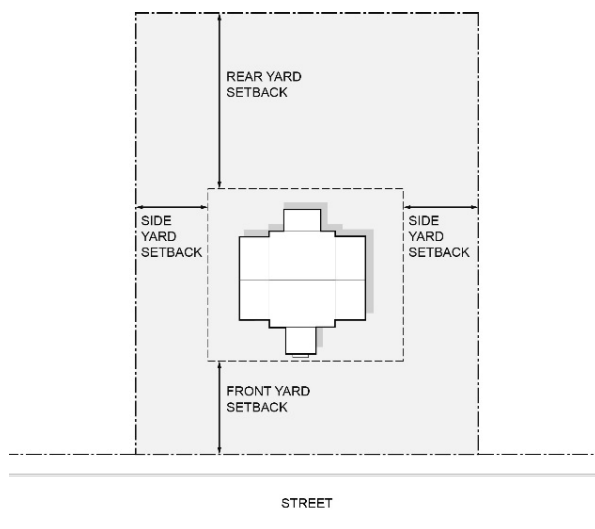 REAR YARD
SETBACK
SIDE
YARD
SETBACK
SIDE
YARD
SETBACK
FRONT YARD
SETBACK
STREET